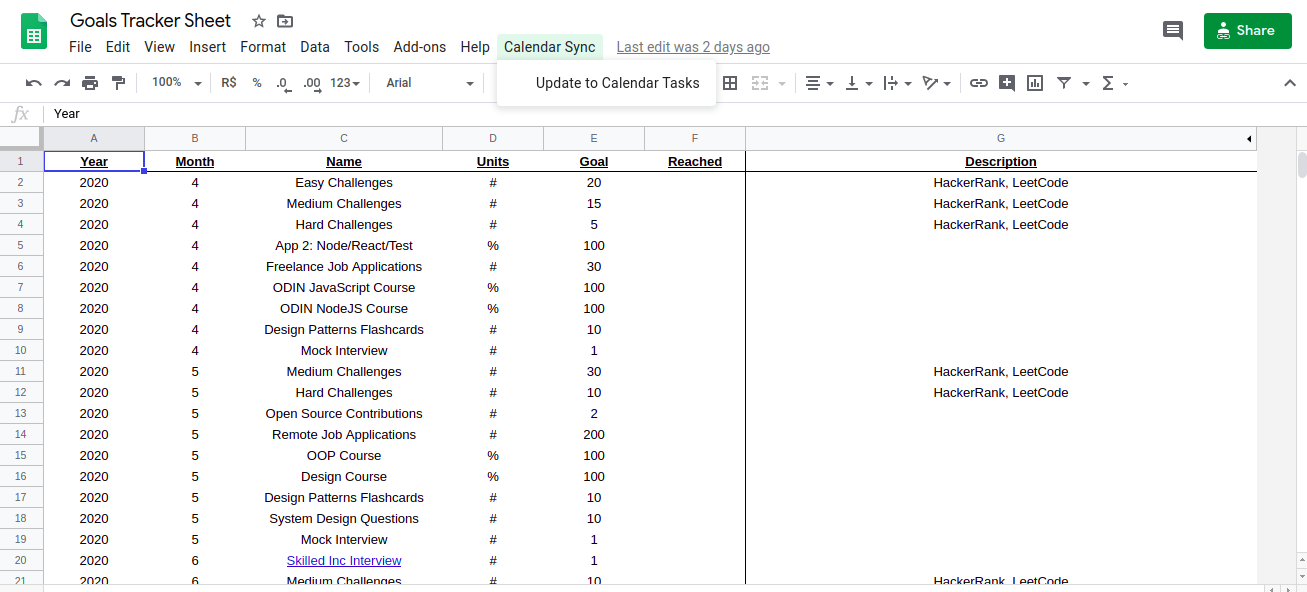 Goals Tracker Sheet
File Edit View Insert Format Data Tools Add-ons Help Calendar Sync Last edit was 2 days ago
Share
100% R$ % .0 .00 123 Arial
Update to Calendar Tasks
fx Year
A B C D E F G
1 Year Month Name Units Goal Reached Description
2 2020 4 Easy Challenges # 20 HackerRank, LeetCode
3 2020 4 Medium Challenges # 15 HackerRank, LeetCode
4 2020 4 Hard Challenges # 5 HackerRank, LeetCode
5 2020 4 App 2: Node/React/Test % 100
6 2020 4 Freelance Job Applications # 30
7 2020 4 ODIN JavaScript Course % 100
8 2020 4 ODIN NodeJS Course % 100
9 2020 4 Design Patterns Flashcards # 10
10 2020 4 Mock Interview # 1
11 2020 5 Medium Challenges # 30 HackerRank, LeetCode
12 2020 5 Hard Challenges # 10 HackerRank, LeetCode
13 2020 5 Open Source Contributions # 2
14 2020 5 Remote Job Applications # 200
15 2020 5 OOP Course % 100
16 2020 5 Design Course % 100
17 2020 5 Design Patterns Flashcards # 10
18 2020 5 System Design Questions # 10
19 2020 5 Mock Interview # 1
20 2020 6 Skilled Inc Interview # 1
21 2020 6 Medium Challenges # 10 HackerRank, LeetCode